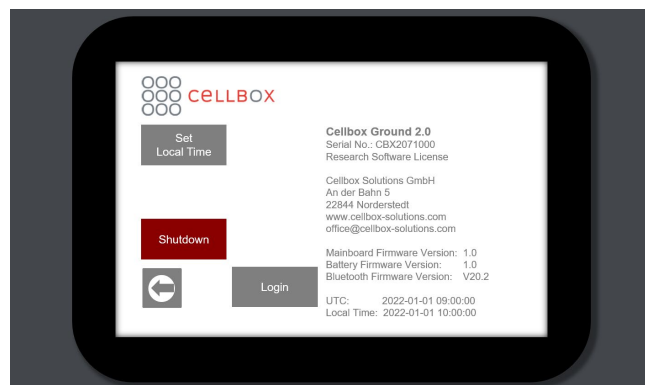 CELLBOX
Set
Local Time
Shutdown
Login
Cellbox Ground 2.0
Serial No.: CBX2071000
Research Software License
Cellbox Solutions GmbH
An der Bahn 5
22844 Norderstedt
www.cellbox-solutions.com
office@cellbox-solutions.com
Mainboard Firmware Version: 1.0
Battery Firmware Version: 1.0
Bluetooth Firmware Version: V20.2
UTC: 2022-01-01 09:00:00
Local Time: 2022-01-01 10:00:00